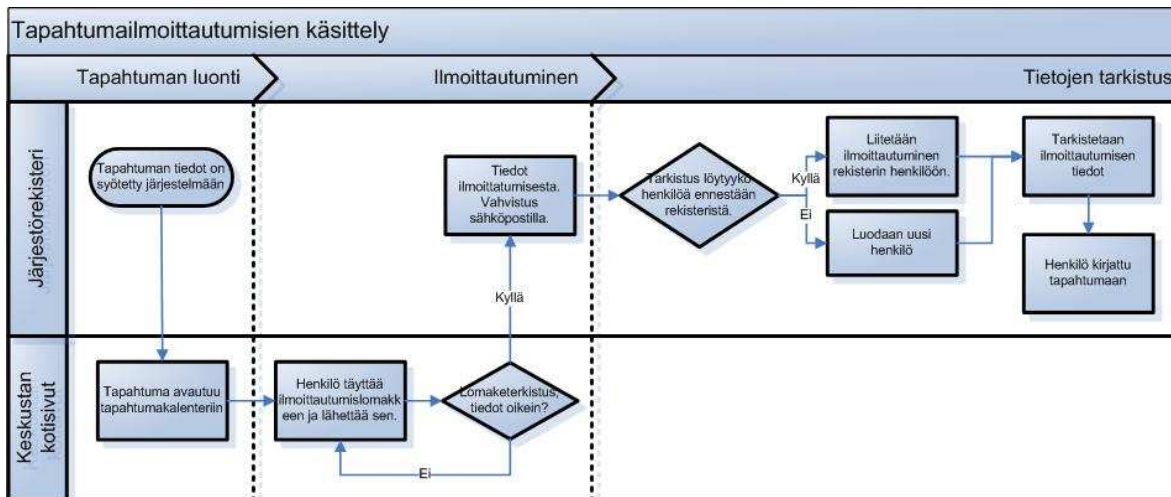 Tapahtumailmoittautumisien käsittely
Tapahtuman luonti
Ilmoittautuminen
Tietojen tarkistus
Järjestörekisteri
Tapahtuman tiedot on
syötetty järjestelmään
Tiedot
ilmoittatumisesta.
Vahvistus
sähköpostilla.
Tarkistus löytyykö
henkilöä ennestään
rekisteristä.
Kyllä
Ei
Liitetään
ilmoittautuminen
rekisterin henkilöön.
Luodaan uusi
henkilö
Tarkistetaan
ilmoittautumisen
tiedot
Henkilö kirjattu
tapahtumaan
Kyllä
Keskustan
kotisivut
Tapahtuma avautuu
tapahtumakalenteriin
Henkilö täyttää
ilmoittautumislomakk
een ja lähettää sen.
Lomaketerkistus,
tiedot oikein?
Ei